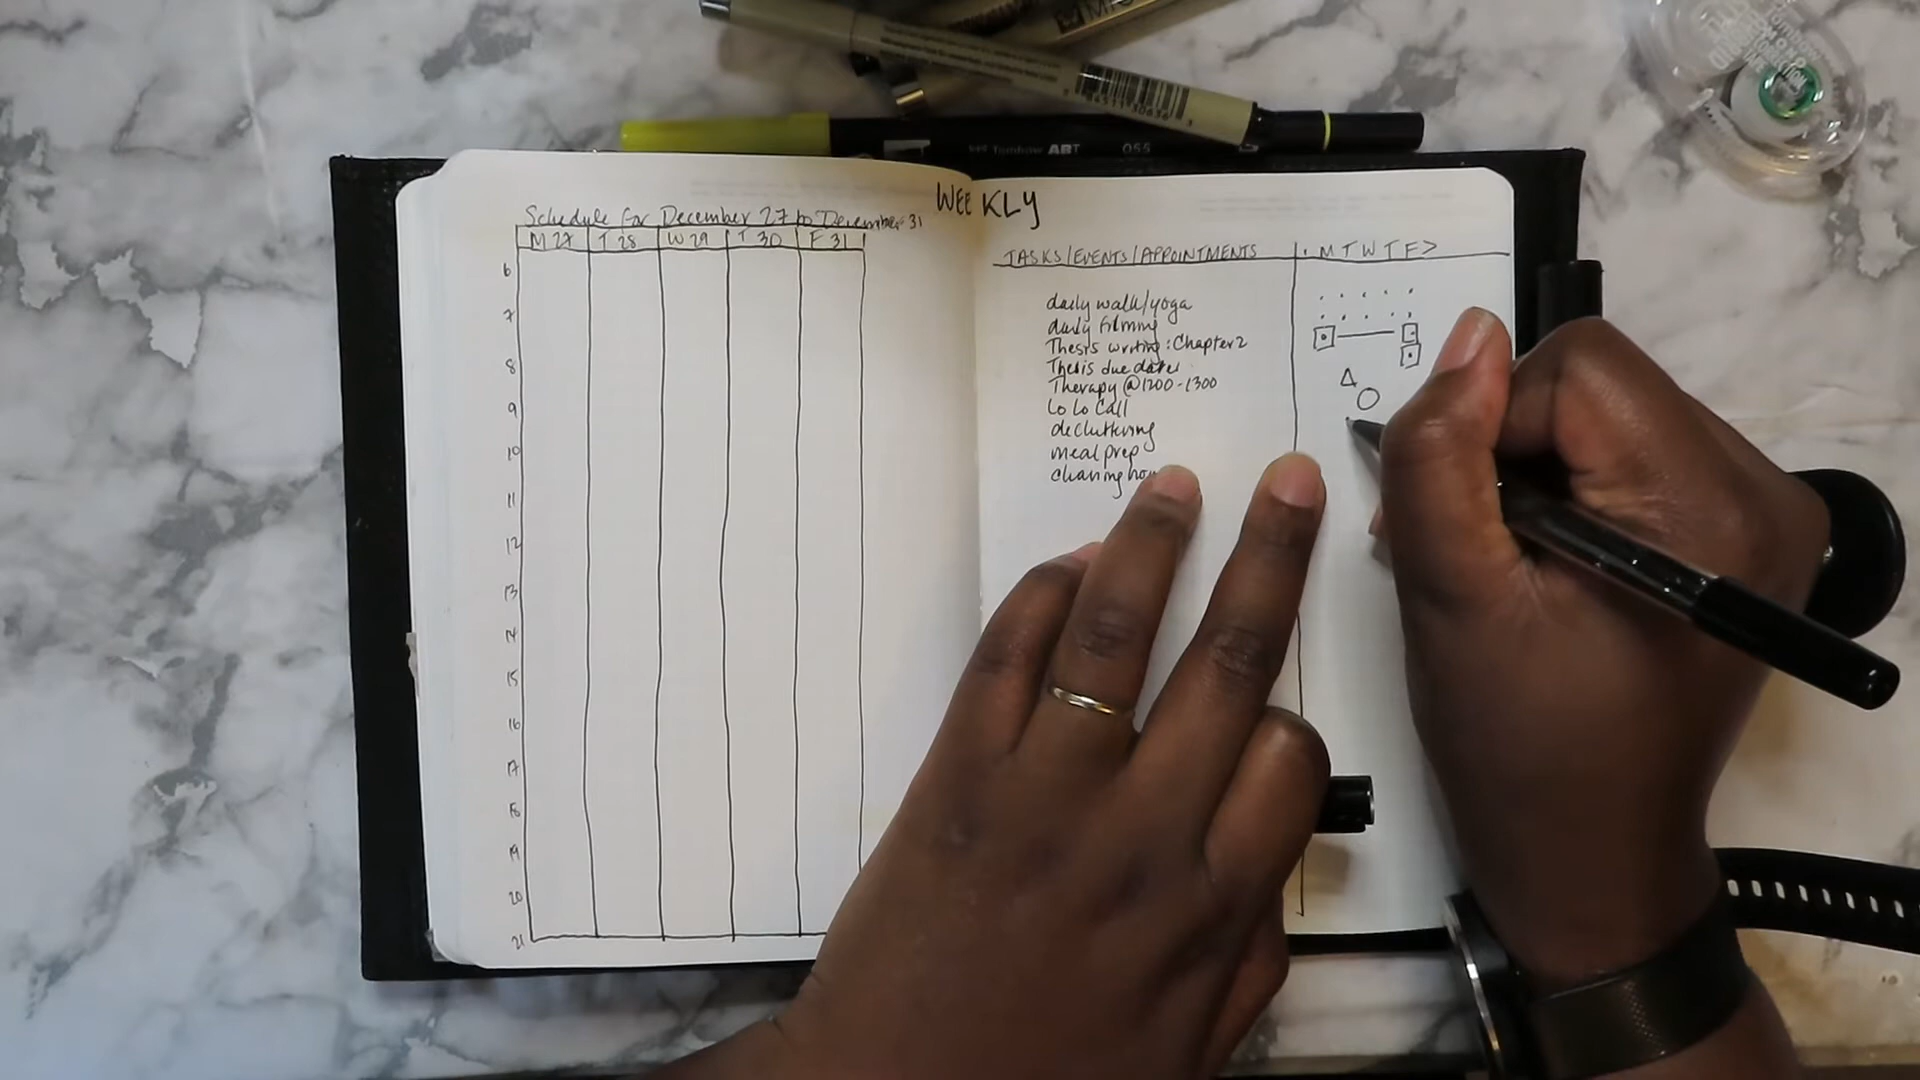 WEEKLY
Schedule for December 27 to December 31
M 27 T 28 W 29 T 30 F 31
6
7
8
9
10
11
12
13
14
15
16
17
18
19
20
21
TASKS/EVENTS/APPOINTMENTS . M T W T F >
daily walk/yoga
daily filming
Thesis writing: Chapter 2
Thesis due date
Therapy @1200-1300
Lo Lo Call
decluttering
meal prep
cleaning
Tombow ABT 055